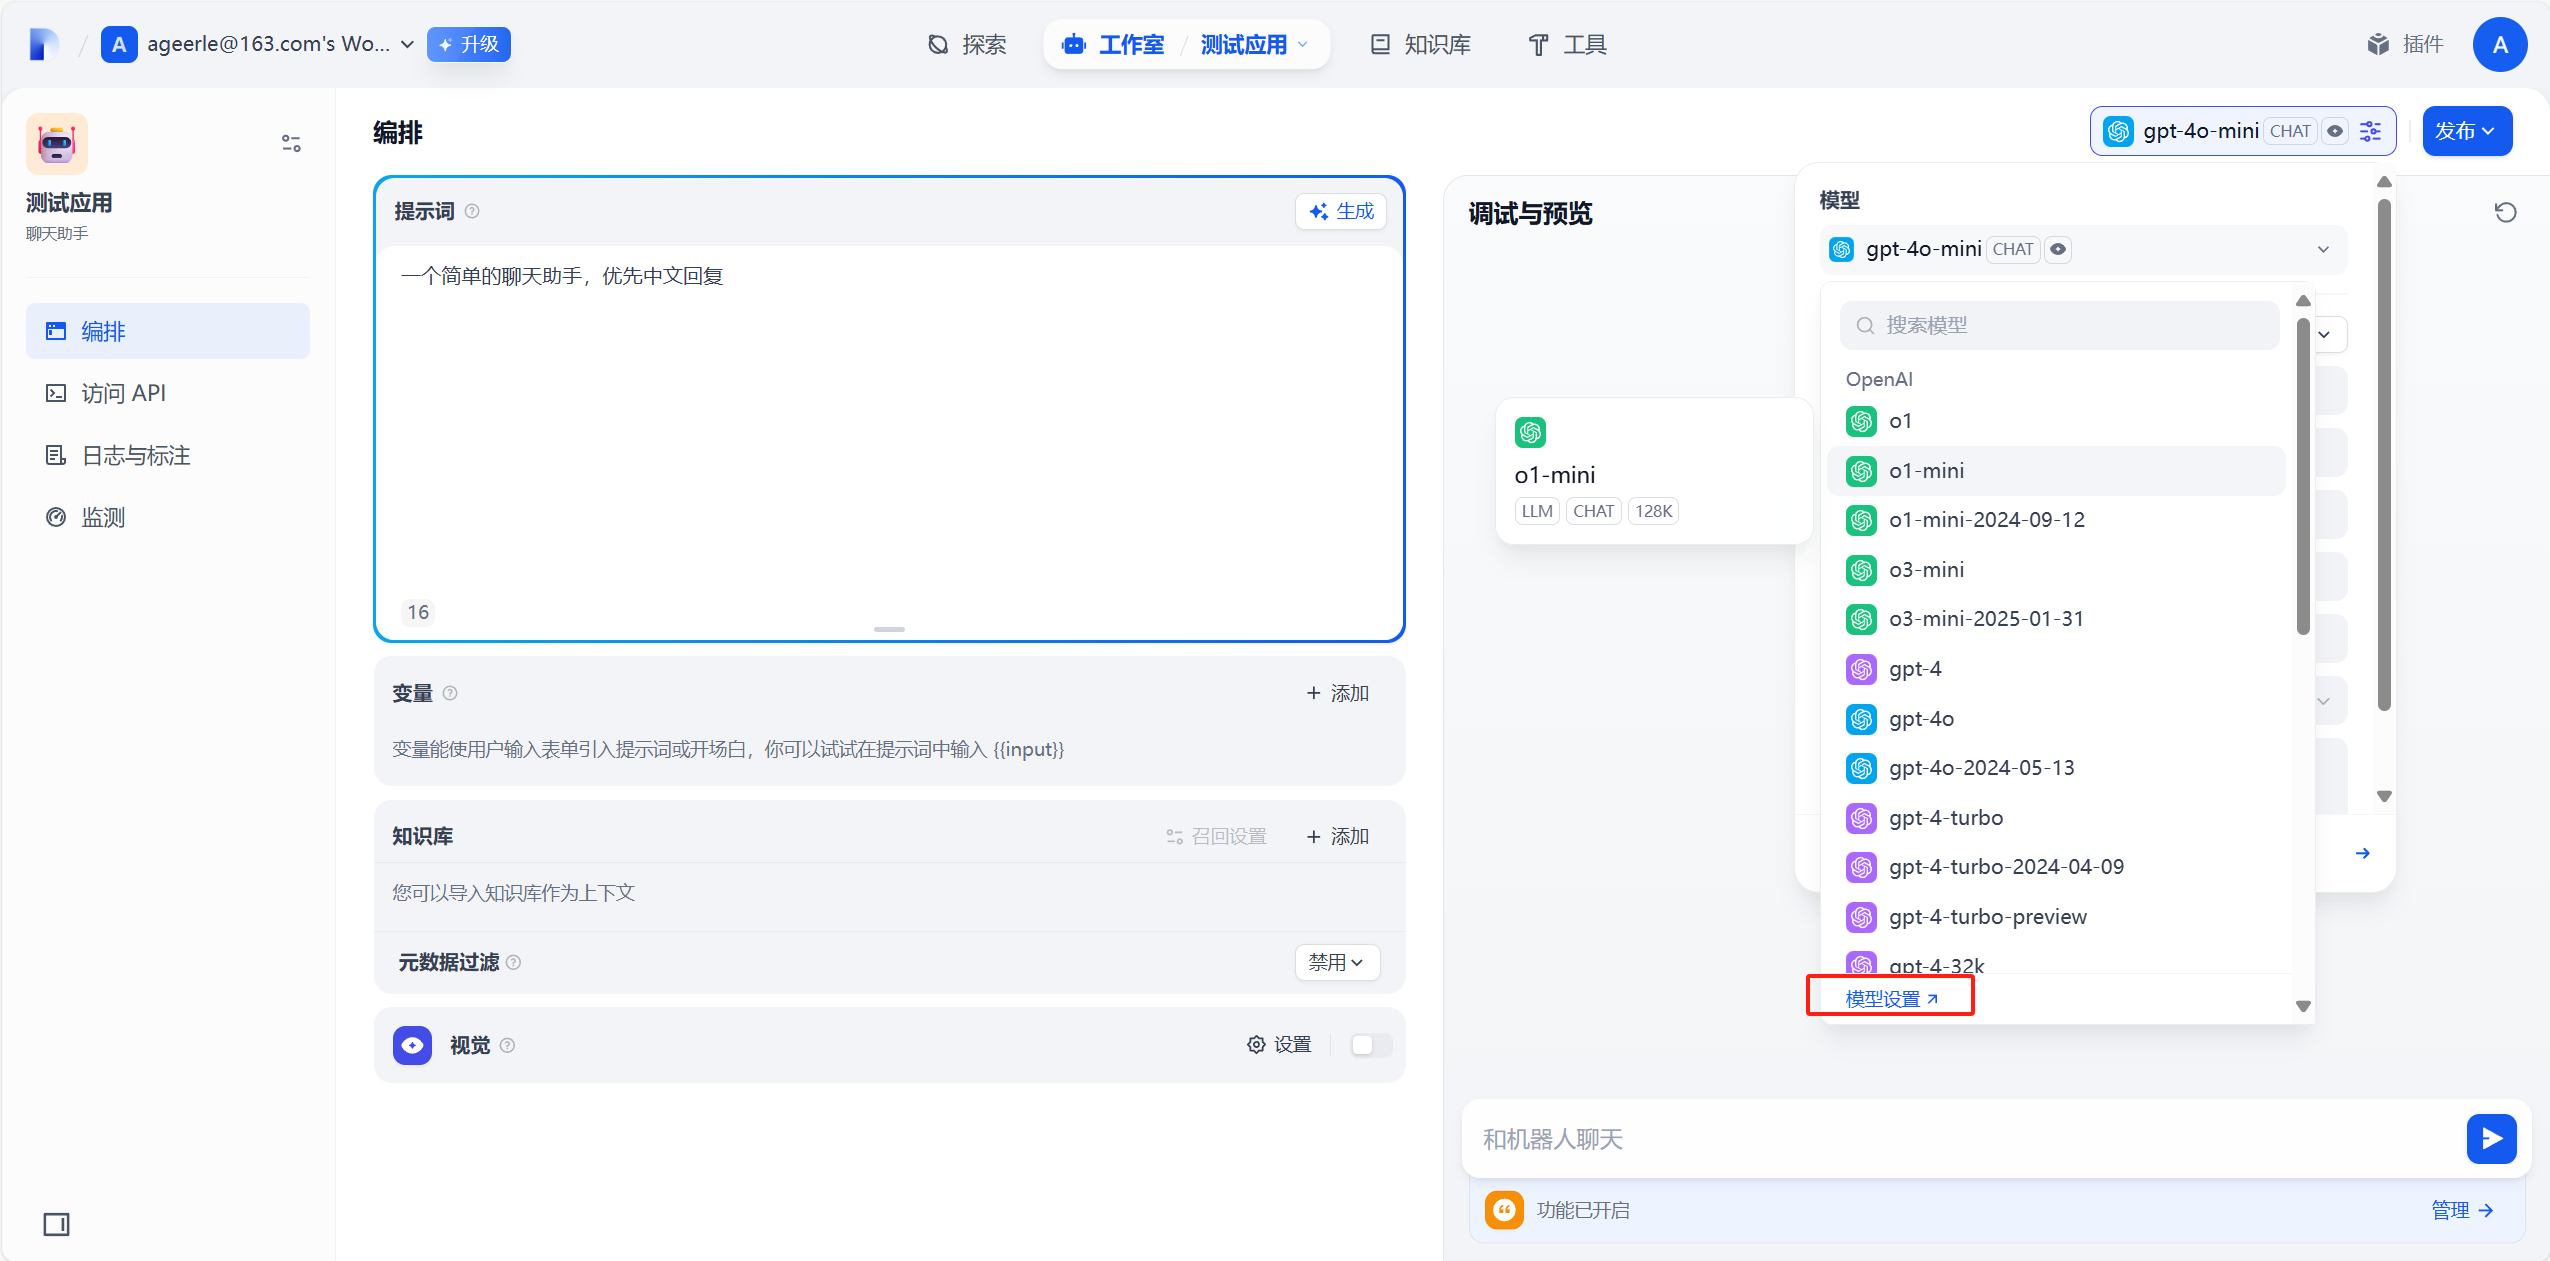 A ageerle@163.com's Wo... 升级
探索
工作室 / 测试应用
知识库
工具
插件
A
测试应用
聊天助手
编排
访问 API
日志与标注
监测
编排
gpt-4o-mini CHAT
发布
提示词
生成
一个简单的聊天助手，优先中文回复
16
变量
+ 添加
变量能使用户输入表单引入提示词或开场白，你可以试试在提示词中输入 {{input}}
知识库
召回设置
+ 添加
您可以导入知识库作为上下文
元数据过滤
禁用
视觉
设置
调试与预览
模型
gpt-4o-mini CHAT
搜索模型
OpenAI
o1
o1-mini
o1-mini-2024-09-12
o3-mini
o3-mini-2025-01-31
gpt-4
gpt-4o
gpt-4o-2024-05-13
gpt-4-turbo
gpt-4-turbo-2024-04-09
gpt-4-turbo-preview
gpt-4-32k
模型设置
o1-mini
LLM CHAT 128K
和机器人聊天
功能已开启
管理